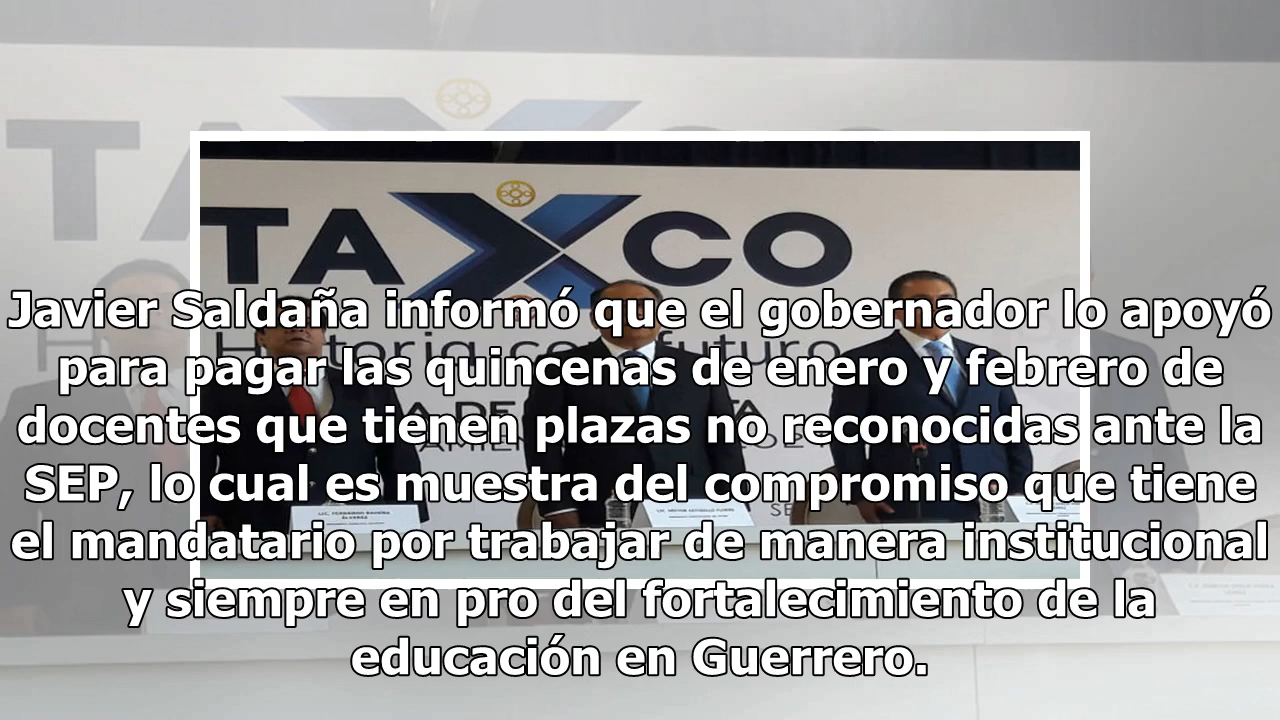 TAXCO
Javier Saldaña informó que el gobernador lo apoyó
para pagar las quincenas de enero y febrero de
docentes que tienen plazas no reconocidas ante la
SEP, lo cual es muestra del compromiso que tiene
el mandatario por trabajar de manera institucional
y siempre en pro del fortalecimiento de la
educación en Guerrero.